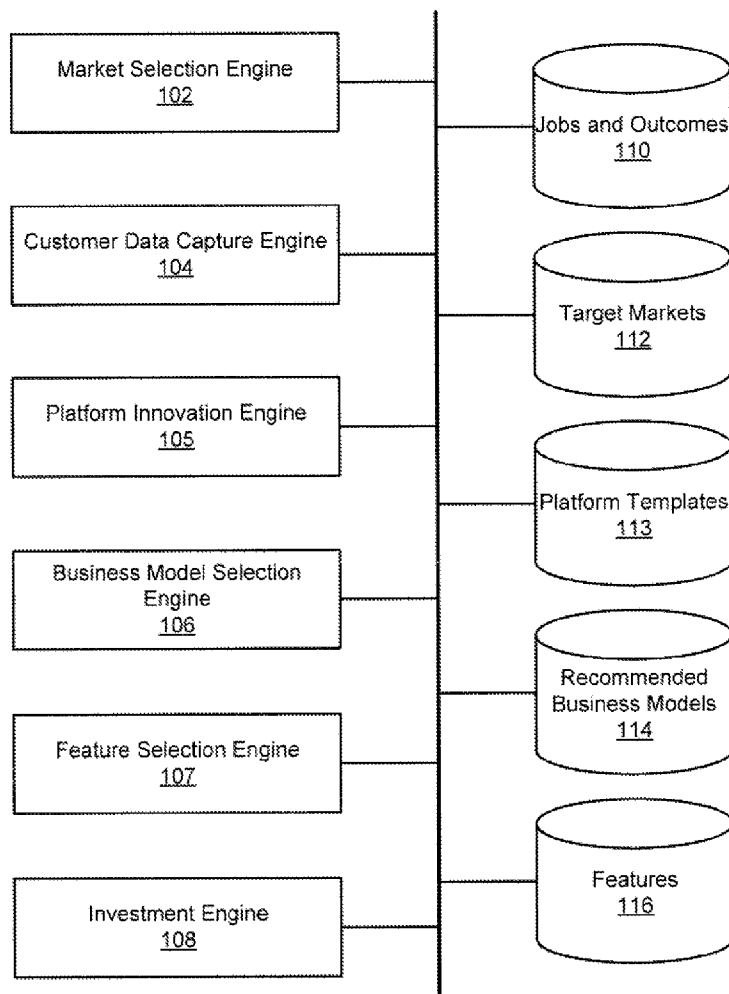 Market Selection Engine
102
Customer Data Capture Engine
104
Platform Innovation Engine
105
Business Model Selection
Engine
106
Feature Selection Engine
107
Investment Engine
108
Jobs and Outcomes
110
Target Markets
112
Platform Templates
113
Recommended
Business Models
114
Features
116